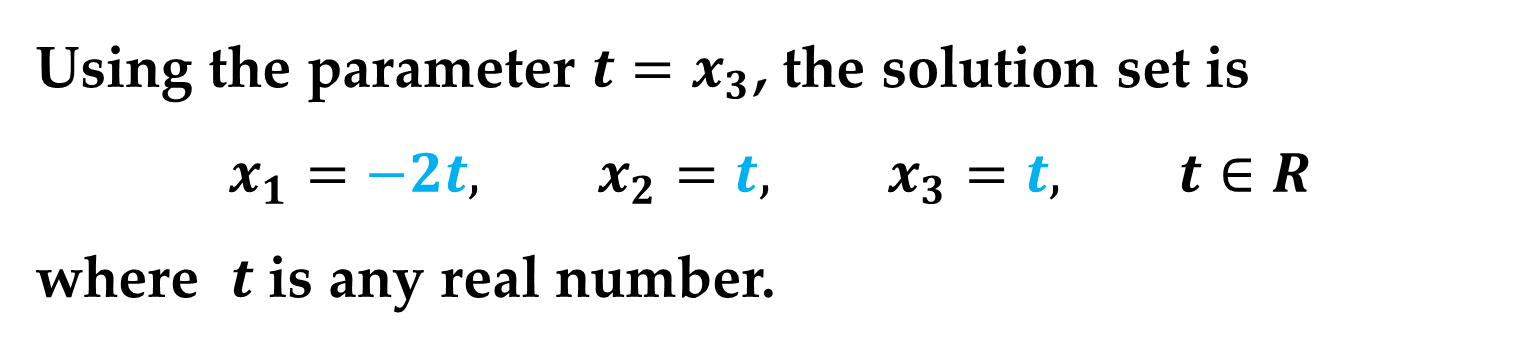 Using the parameter t = x₃, the solution set is
x₁ = −2t, x₂ = t, x₃ = t, t ∈ R
where t is any real number.